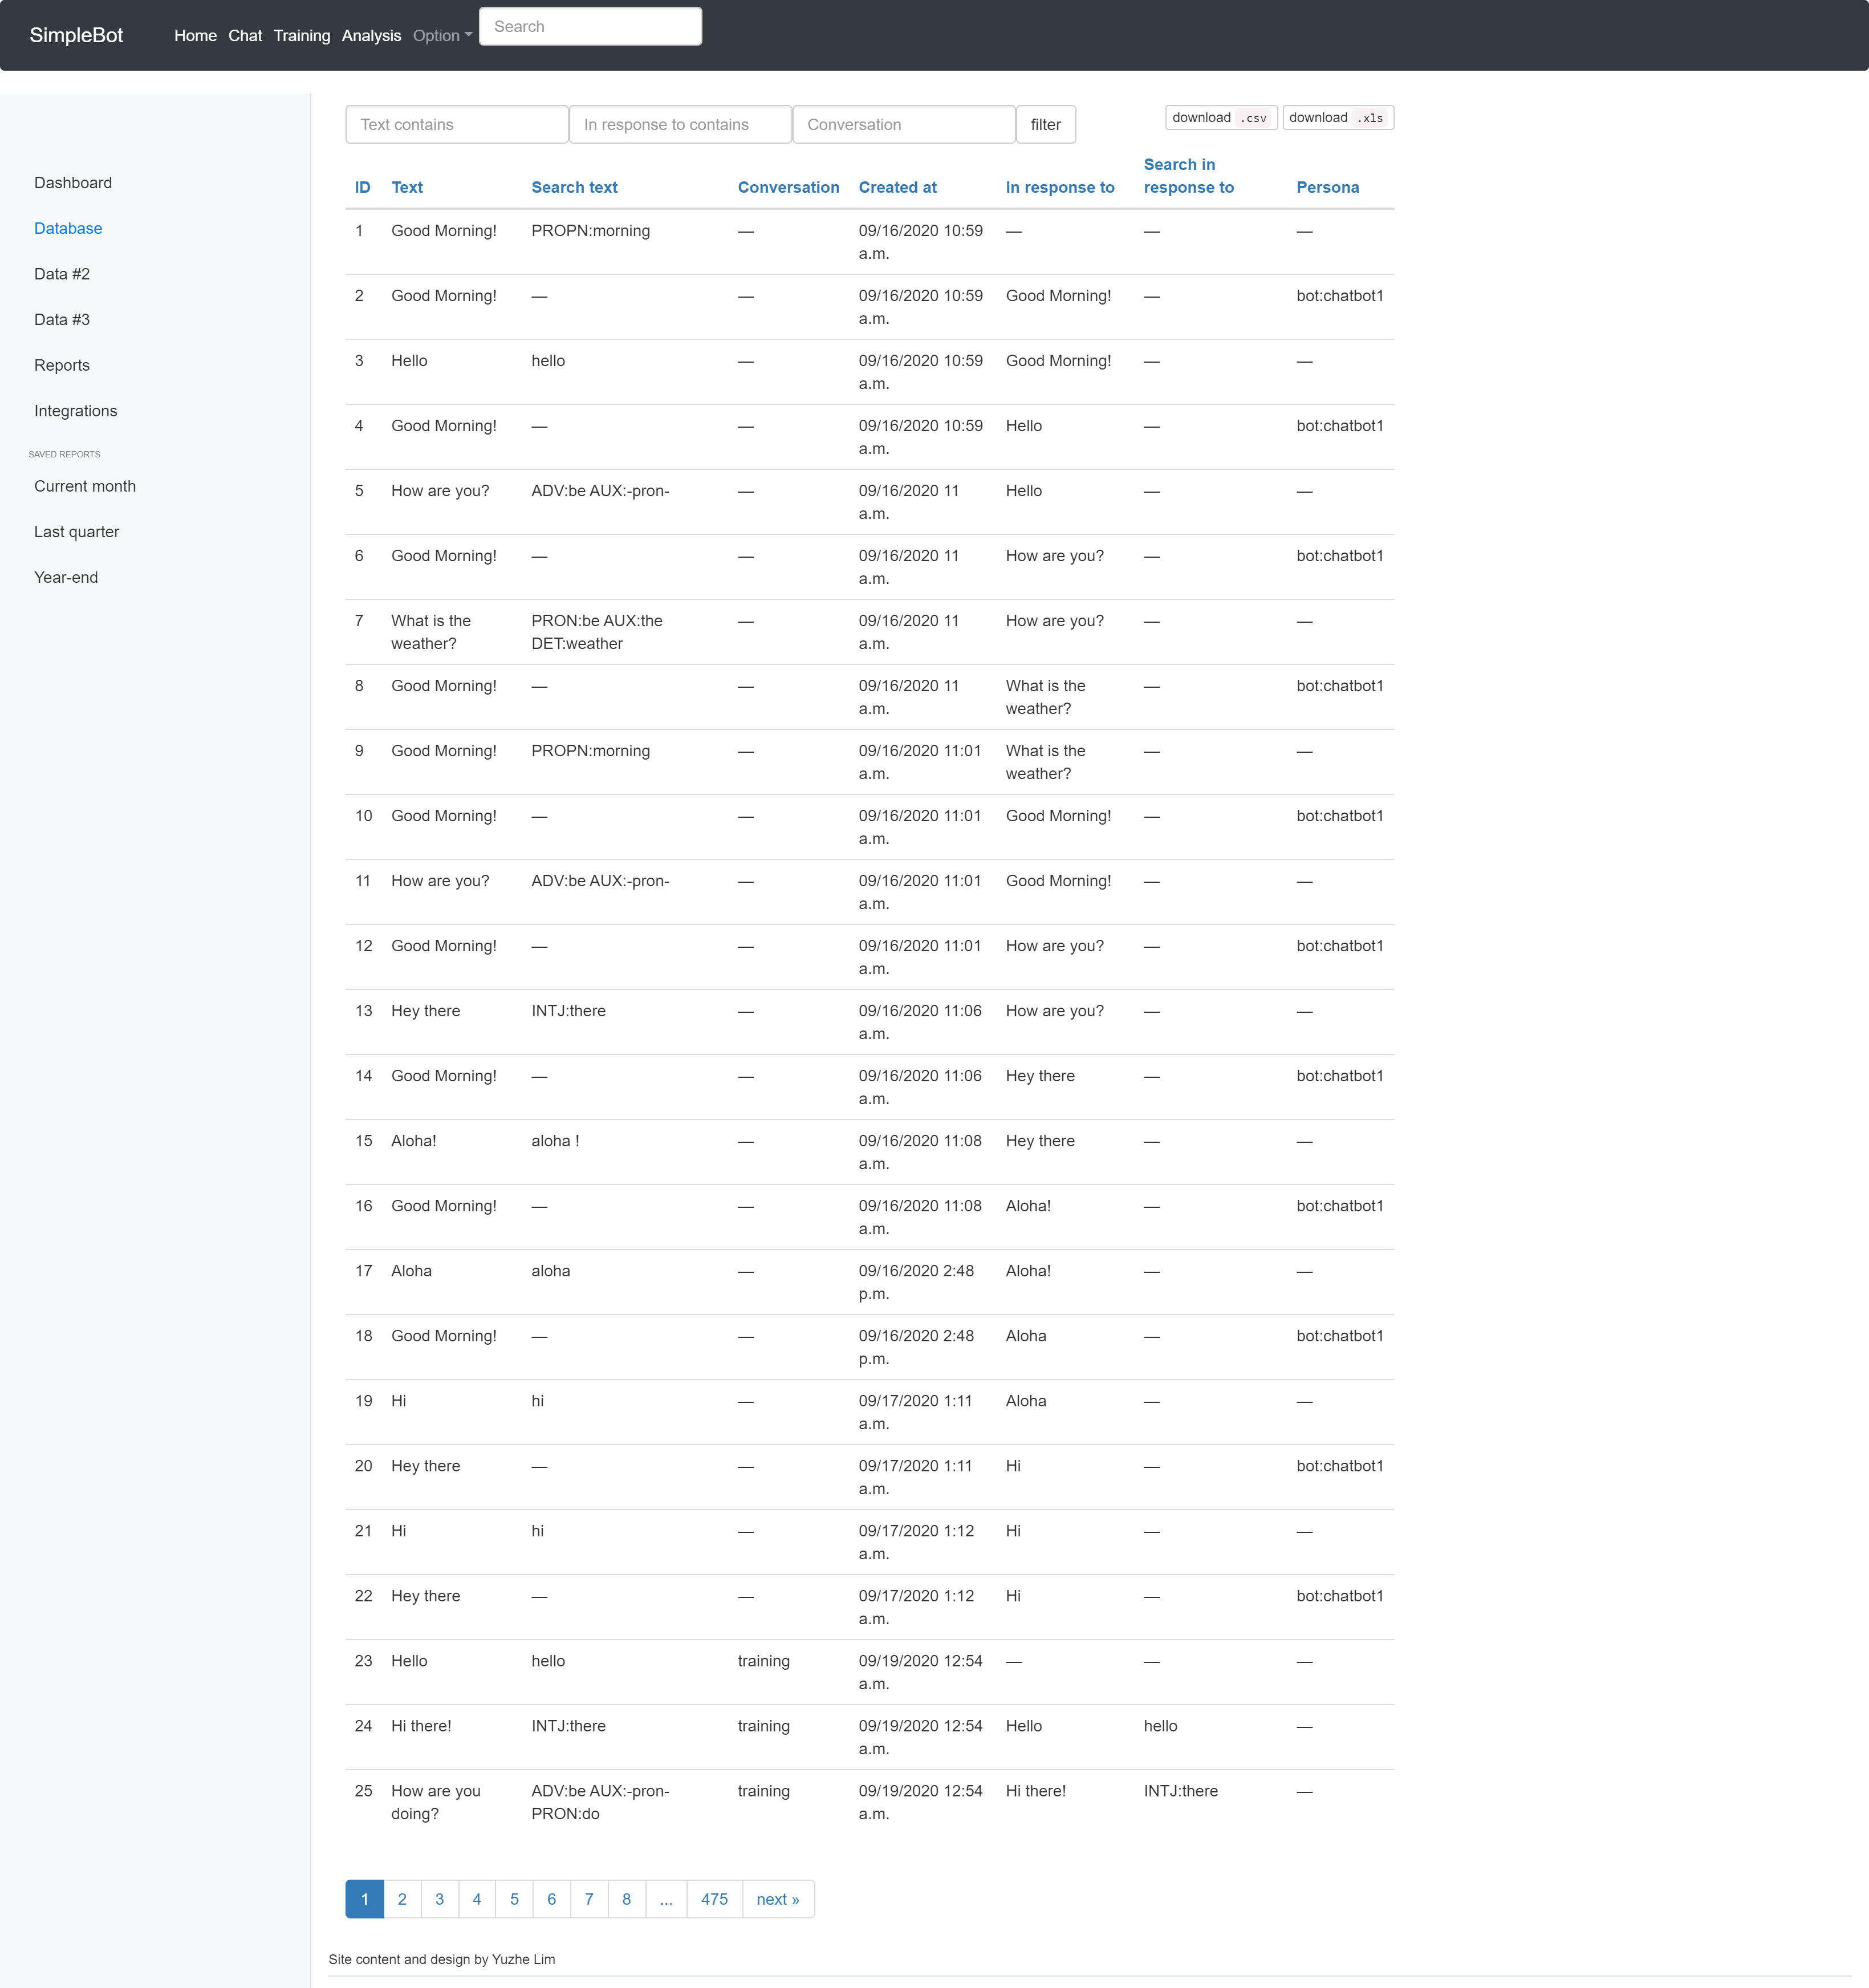 SimpleBot Home Chat Training Analysis Option Search
Dashboard
Database
Data #2
Data #3
Reports
Integrations
SAVED REPORTS
Current month
Last quarter
Year-end
Text contains In response to contains Conversation filter download .csv download .xls
Search in
ID Text Search text Conversation Created at In response to response to Persona
1 Good Morning! PROPN:morning — 09/16/2020 10:59 — — —
a.m.
2 Good Morning! — — 09/16/2020 10:59 Good Morning! — bot:chatbot1
a.m.
3 Hello hello — 09/16/2020 10:59 Good Morning! — —
a.m.
4 Good Morning! — — 09/16/2020 10:59 Hello — bot:chatbot1
a.m.
5 How are you? ADV:be AUX:-pron- — 09/16/2020 11 Hello — —
a.m.
6 Good Morning! — — 09/16/2020 11 How are you? — bot:chatbot1
a.m.
7 What is the PRON:be AUX:the — 09/16/2020 11 How are you? — —
weather? DET:weather a.m.
8 Good Morning! — — 09/16/2020 11 What is the — bot:chatbot1
a.m. weather?
9 Good Morning! PROPN:morning — 09/16/2020 11:01 What is the — —
a.m. weather?
10 Good Morning! — — 09/16/2020 11:01 Good Morning! — bot:chatbot1
a.m.
11 How are you? ADV:be AUX:-pron- — 09/16/2020 11:01 Good Morning! — —
a.m.
12 Good Morning! — — 09/16/2020 11:01 How are you? — bot:chatbot1
a.m.
13 Hey there INTJ:there — 09/16/2020 11:06 How are you? — —
a.m.
14 Good Morning! — — 09/16/2020 11:06 Hey there — bot:chatbot1
a.m.
15 Aloha! aloha ! — 09/16/2020 11:08 Hey there — —
a.m.
16 Good Morning! — — 09/16/2020 11:08 Aloha! — bot:chatbot1
a.m.
17 Aloha aloha — 09/16/2020 2:48 Aloha! — —
p.m.
18 Good Morning! — — 09/16/2020 2:48 Aloha — bot:chatbot1
p.m.
19 Hi hi — 09/17/2020 1:11 Aloha — —
a.m.
20 Hey there — — 09/17/2020 1:11 Hi — bot:chatbot1
a.m.
21 Hi hi — 09/17/2020 1:12 Hi — —
a.m.
22 Hey there — — 09/17/2020 1:12 Hi — bot:chatbot1
a.m.
23 Hello hello training 09/19/2020 12:54 — — —
a.m.
24 Hi there! INTJ:there training 09/19/2020 12:54 Hello hello —
a.m.
25 How are you ADV:be AUX:-pron- training 09/19/2020 12:54 Hi there! INTJ:there —
doing? PRON:do a.m.
1 2 3 4 5 6 7 8 ... 475 next »
Site content and design by Yuzhe Lim